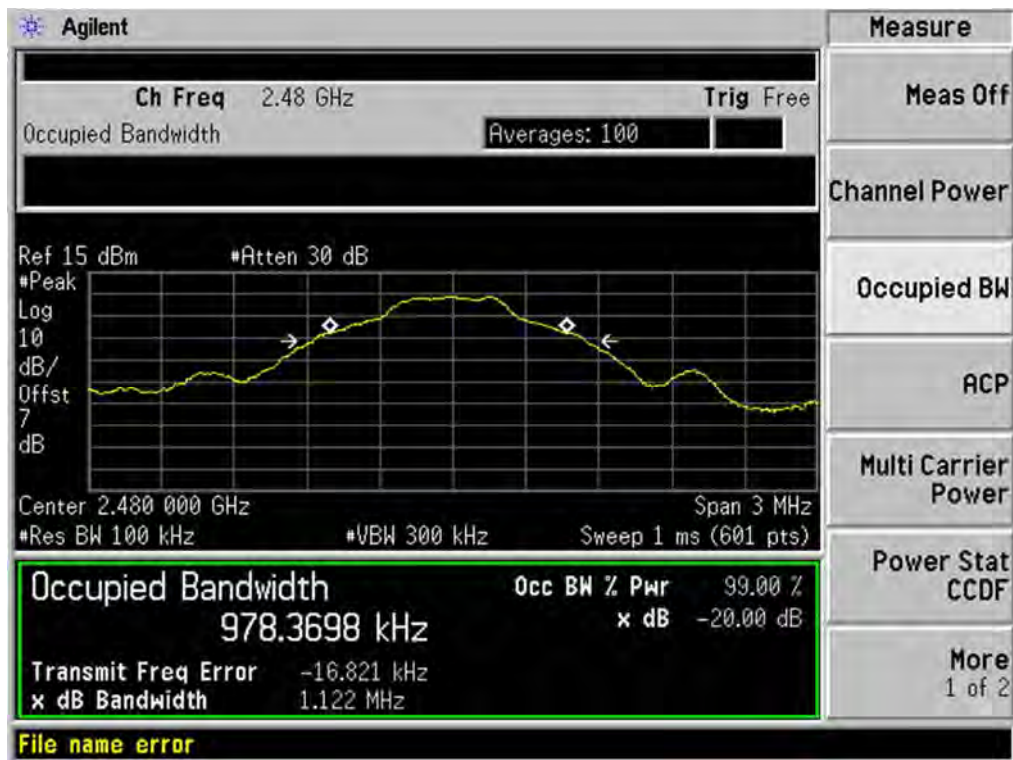 Agilent
Measure
Ch Freq 2.48 GHz Trig Free
Occupied Bandwidth Averages: 100
Ref 15 dBm #Atten 30 dB
#Peak
Log
10
dB/
Offst
7
dB
Center 2.480 000 GHz Span 3 MHz
#Res BW 100 kHz #VBW 300 kHz Sweep 1 ms (601 pts)
Occupied Bandwidth Occ BW % Pwr 99.00 %
978.3698 kHz x dB -20.00 dB
Transmit Freq Error -16.821 kHz
x dB Bandwidth 1.122 MHz
File name error
Meas Off
Channel Power
Occupied BW
ACP
Multi Carrier
Power
Power Stat
CCDF
More
1 of 2